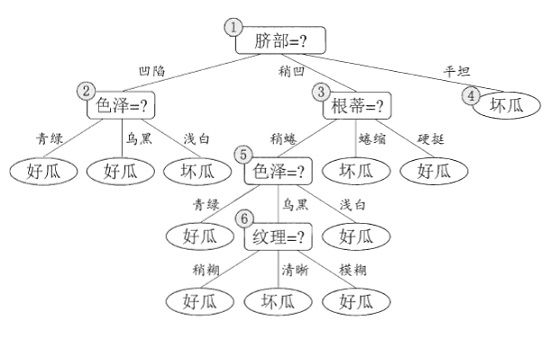 ① 脐部=?
凹陷 稍凹 平坦
② 色泽=? ③ 根蒂=? ④ 坏瓜
青绿 乌黑 浅白 稍蜷 蜷缩 硬挺
好瓜 好瓜 坏瓜 ⑤ 色泽=? 坏瓜 好瓜
青绿 乌黑 浅白
好瓜 ⑥ 纹理=? 好瓜
稍糊 清晰 模糊
好瓜 坏瓜 好瓜